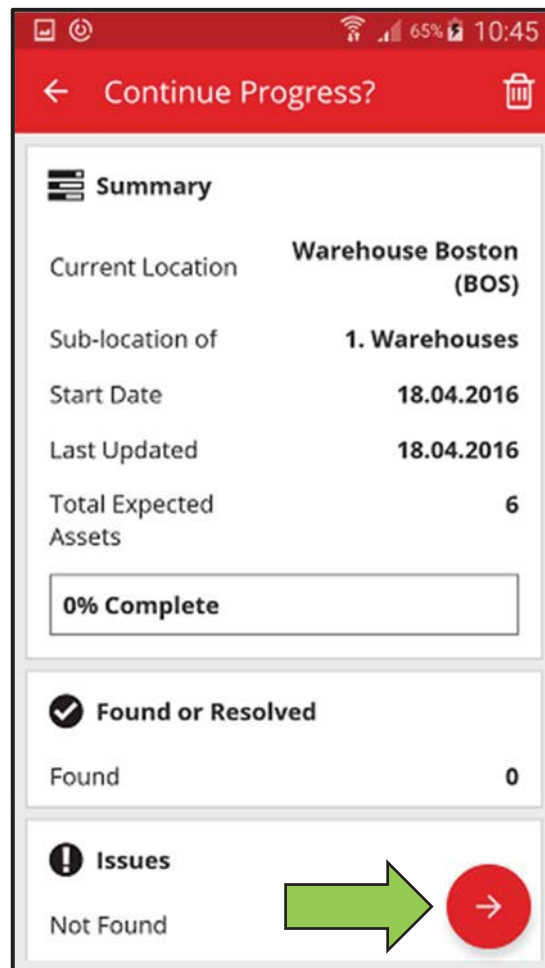 65% 10:45
Continue Progress?
Summary
Current Location Warehouse Boston
(BOS)
Sub-location of 1. Warehouses
Start Date 18.04.2016
Last Updated 18.04.2016
Total Expected 6
Assets
0% Complete
Found or Resolved
Found 0
Issues
Not Found